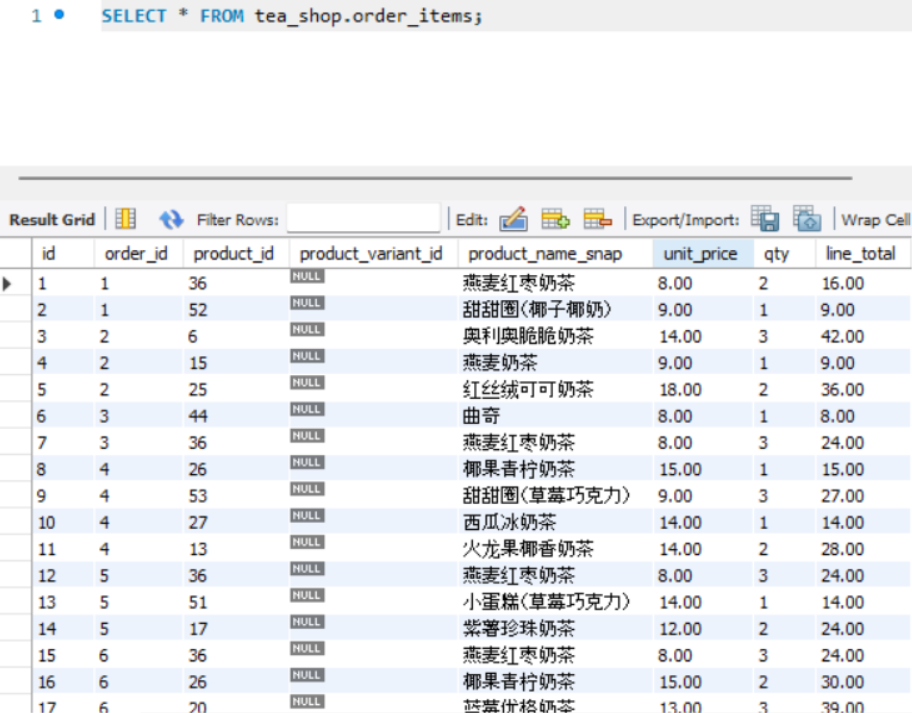 1 SELECT * FROM tea_shop.order_items;
Result Grid Filter Rows: Edit: Export/Import: Wrap Cell
id order_id product_id product_variant_id product_name_snap unit_price qty line_total
1 1 36 NULL 燕麦红枣奶茶 8.00 2 16.00
2 1 52 NULL 甜甜圈(椰子椰奶) 9.00 1 9.00
3 2 6 NULL 奥利奥脆脆奶茶 14.00 3 42.00
4 2 15 NULL 燕麦奶茶 9.00 1 9.00
5 2 25 NULL 红丝绒可可奶茶 18.00 2 36.00
6 3 44 NULL 曲奇 8.00 1 8.00
7 3 36 NULL 燕麦红枣奶茶 8.00 3 24.00
8 4 26 NULL 椰果青柠奶茶 15.00 1 15.00
9 4 53 NULL 甜甜圈(草莓巧克力) 9.00 3 27.00
10 4 27 NULL 西瓜冰奶茶 14.00 1 14.00
11 4 13 NULL 火龙果椰香奶茶 14.00 2 28.00
12 5 36 NULL 燕麦红枣奶茶 8.00 3 24.00
13 5 51 NULL 小蛋糕(草莓巧克力) 14.00 1 14.00
14 5 17 NULL 紫薯珍珠奶茶 12.00 2 24.00
15 6 36 NULL 燕麦红枣奶茶 8.00 3 24.00
16 6 26 NULL 椰果青柠奶茶 15.00 2 30.00
17 6 20 NULL 蓝莓优格奶茶 13.00 3 39.00